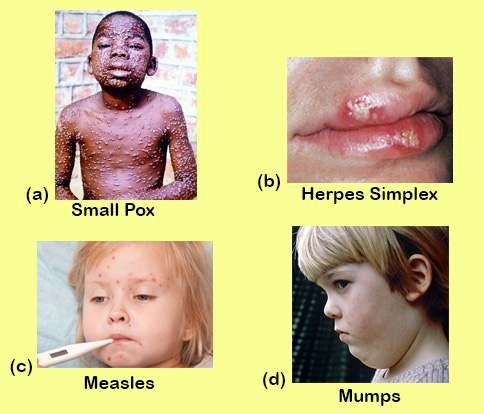 (a)
Small Pox
(b)
Herpes Simplex
(c)
Measles
(d)
Mumps